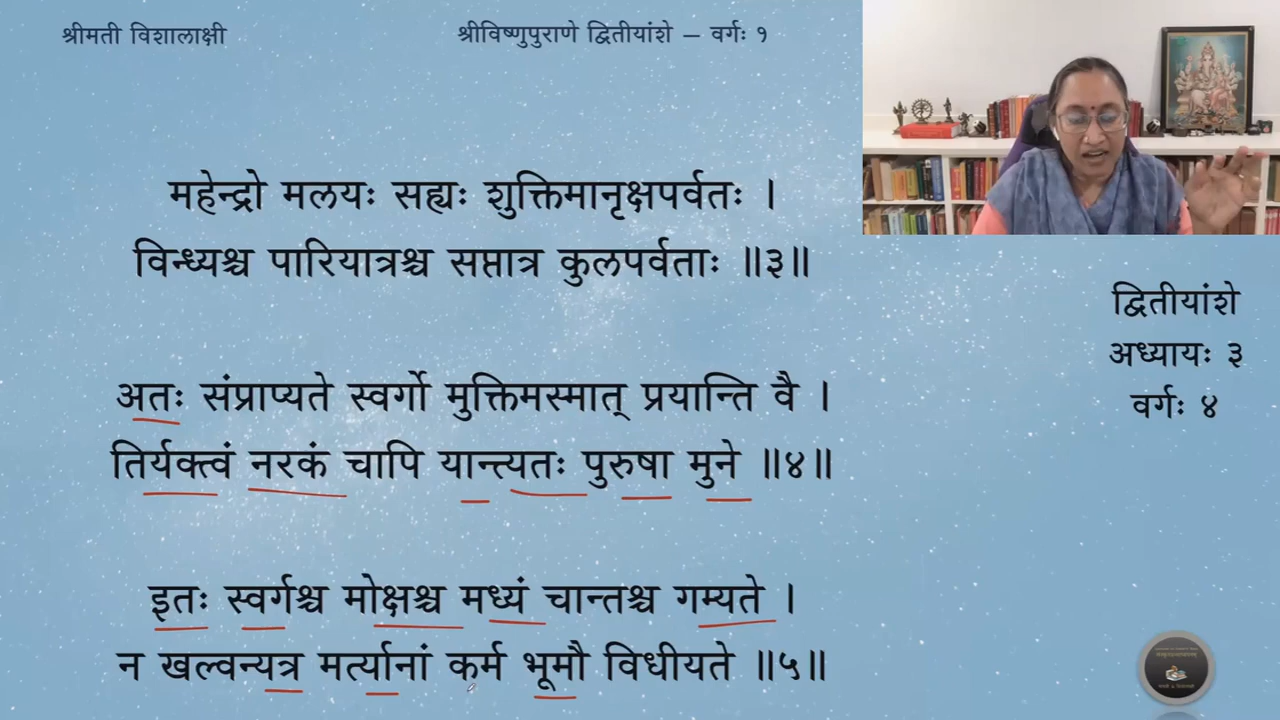 श्रीमती विशालाक्षी
श्रीविष्णुपुराणे द्वितीयांशे – वर्गः १
महेन्द्रो मलयः सह्यः शुक्तिमानृक्षपर्वतः ।
विन्ध्यश्च पारियात्रश्च सप्तात्र कुलपर्वताः ॥३॥
अतः संप्राप्यते स्वर्गो मुक्तिमस्मात् प्रयान्ति वै ।
तिर्यक्त्वं नरकं चापि यान्त्यतः पुरुषा मुने ॥४॥
इतः स्वर्गश्च मोक्षश्च मध्यं चान्तश्च गम्यते ।
न खल्वन्यत्र मर्त्यानां कर्म भूमौ विधीयते ॥५॥
द्वितीयांशे
अध्यायः ३
वर्गः ४